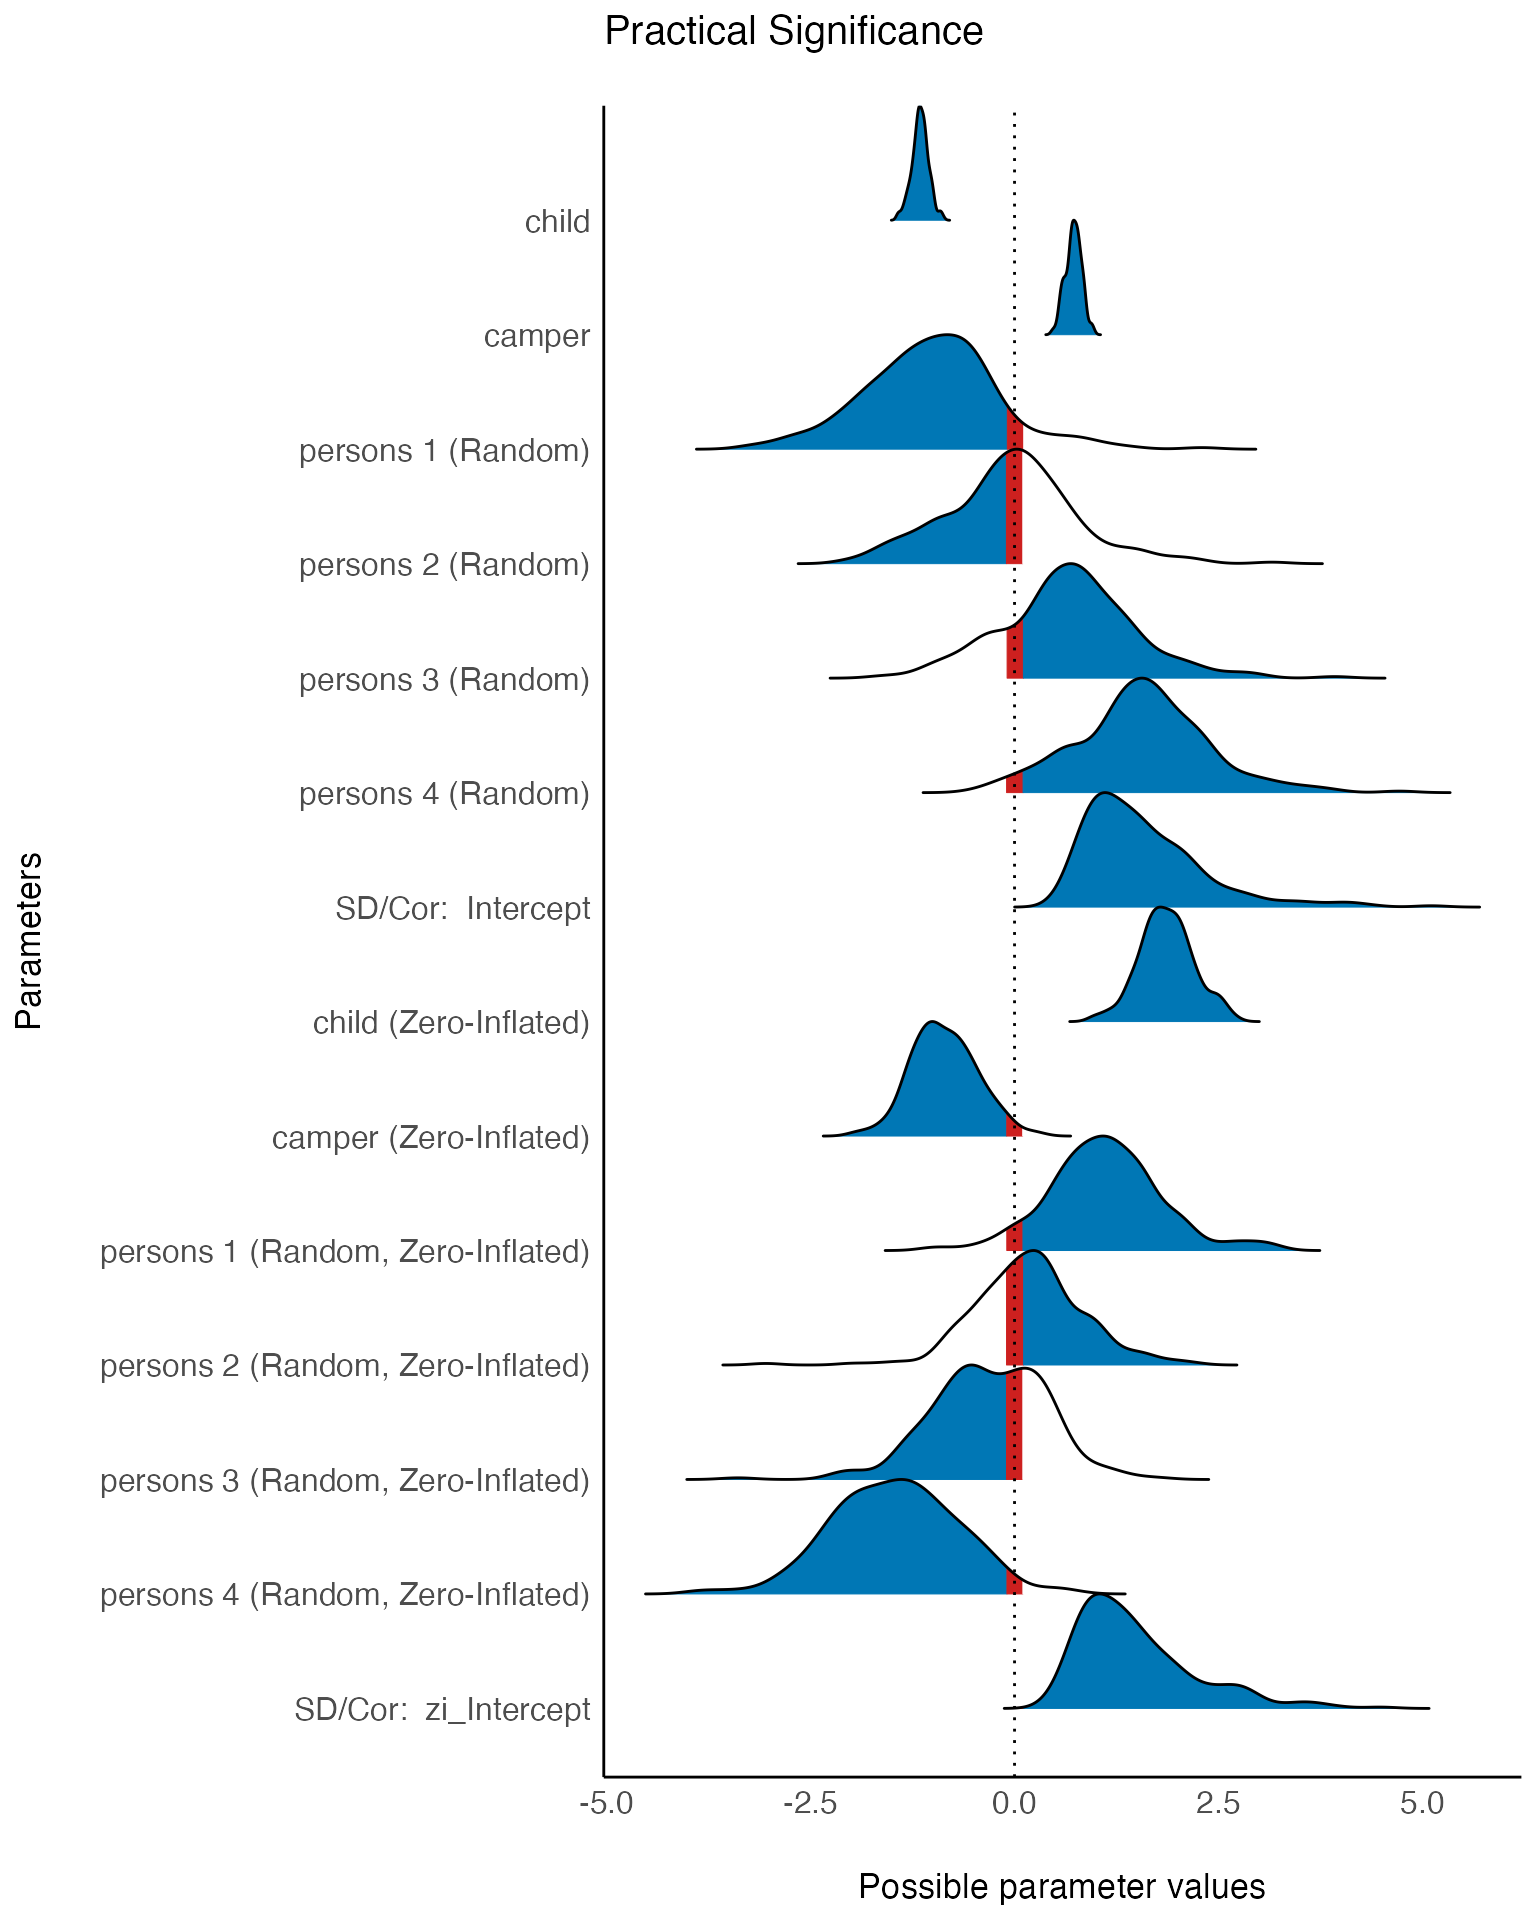 Practical Significance
child
camper
persons 1 (Random)
persons 2 (Random)
persons 3 (Random)
persons 4 (Random)
SD/Cor:  Intercept
child (Zero-Inflated)
camper (Zero-Inflated)
persons 1 (Random, Zero-Inflated)
persons 2 (Random, Zero-Inflated)
persons 3 (Random, Zero-Inflated)
persons 4 (Random, Zero-Inflated)
SD/Cor:  zi_Intercept
Parameters
-5.0 -2.5 0.0 2.5 5.0
Possible parameter values